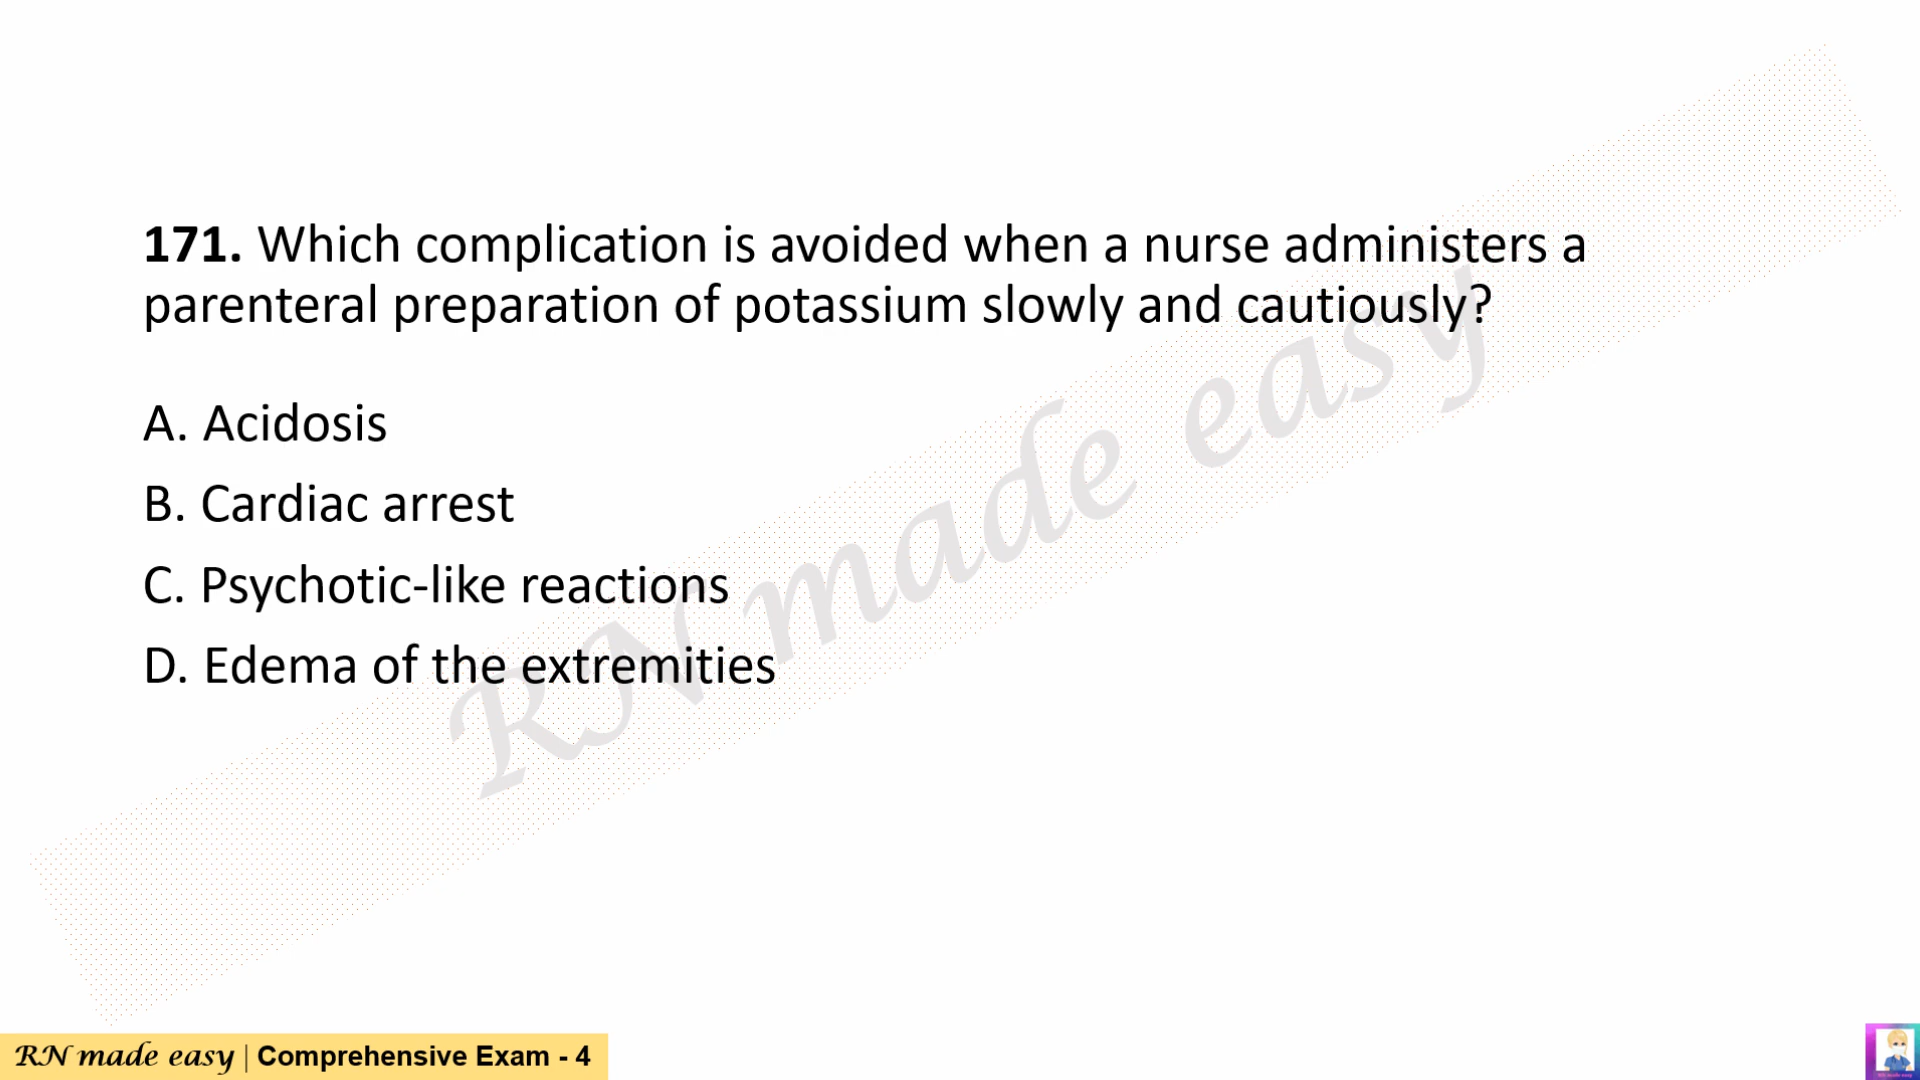 171. Which complication is avoided when a nurse administers a
parenteral preparation of potassium slowly and cautiously?
A. Acidosis
B. Cardiac arrest
C. Psychotic-like reactions
D. Edema of the extremities
RN made easy
RN made easy | Comprehensive Exam - 4